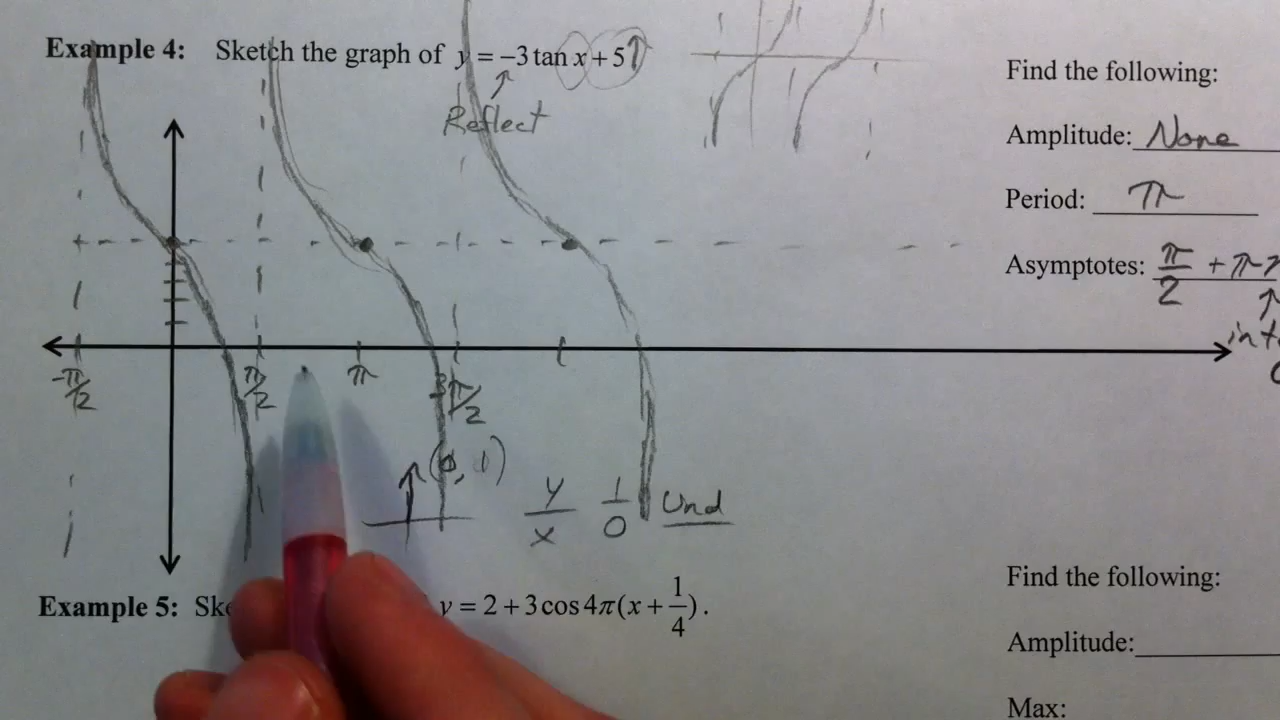 Example 4: Sketch the graph of y = −3 tan x + 5↑
Reflect
Find the following:
Amplitude: None
Period: π
Asymptotes: π/2 + π
-π/2 π/2 π 3π/2
(0, 1)
y/x 1/0 Und
Example 5: y = 2 + 3 cos 4π(x + 1/4).
Find the following:
Amplitude:
Max: